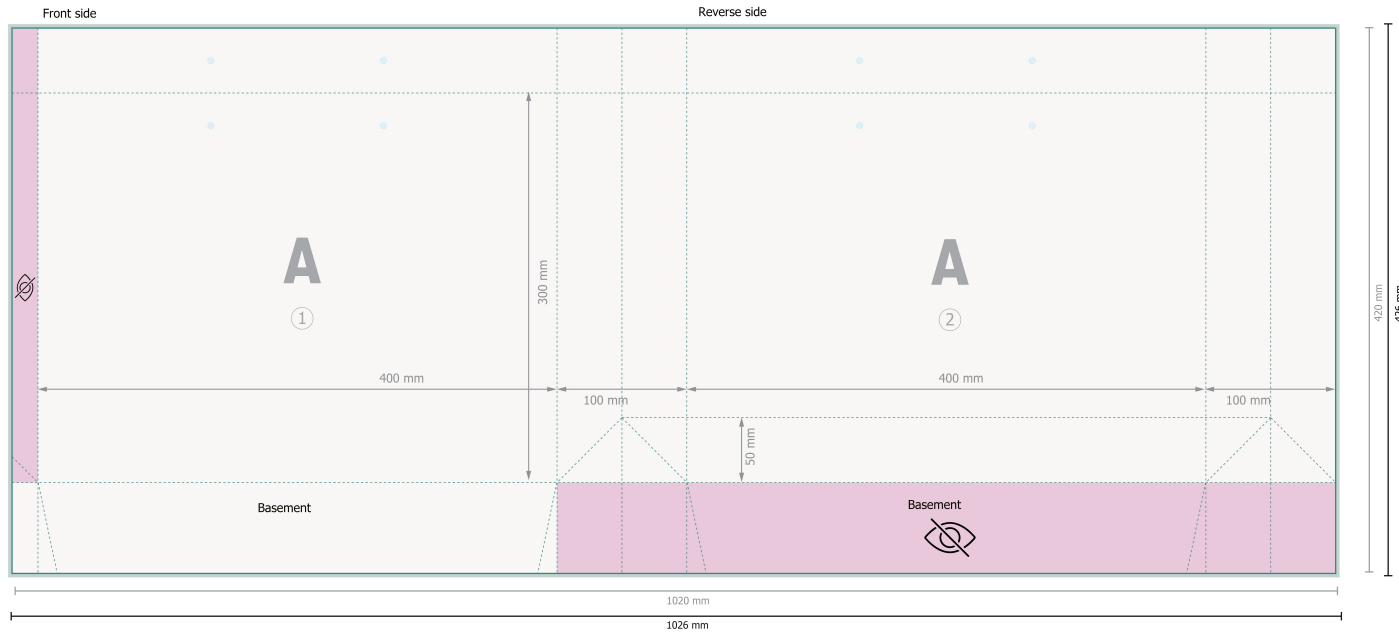 Front side
Reverse side
A
1
A
2
300 mm
400 mm
100 mm
400 mm
100 mm
50 mm
420 mm
Basement
Basement
1020 mm
1026 mm